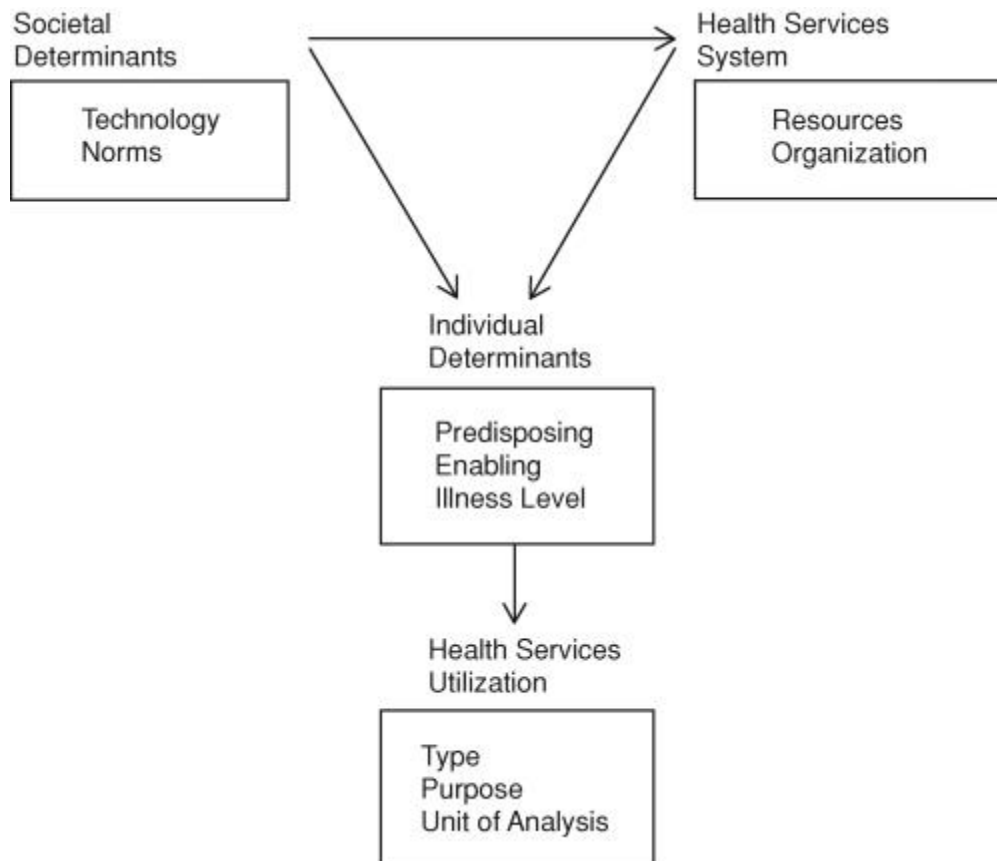 Societal
Determinants
Technology
Norms
Health Services
System
Resources
Organization
Individual
Determinants
Predisposing
Enabling
Illness Level
Health Services
Utilization
Type
Purpose
Unit of Analysis